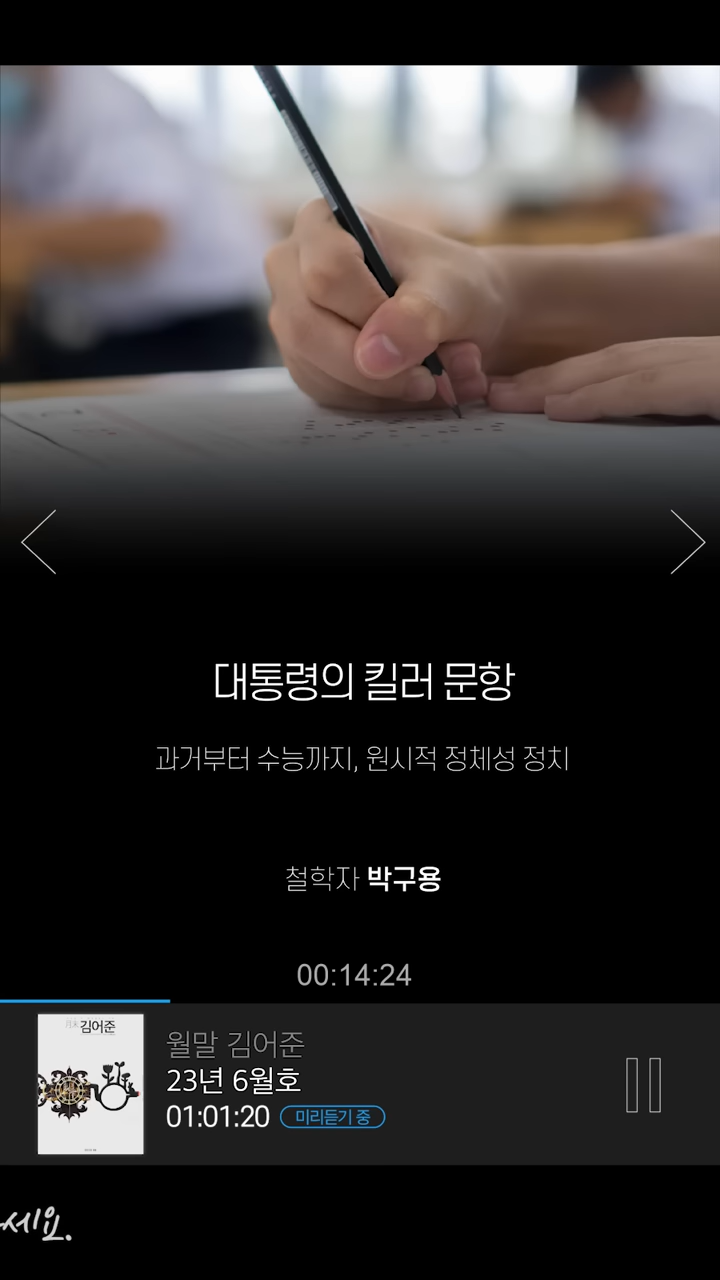 대통령의 킬러 문항
과거부터 수능까지, 원시적 정체성 정치
철학자 박구용
00:14:24
김어준
월말 김어준
23년 6월호
01:01:20 미리듣기 중
세요.